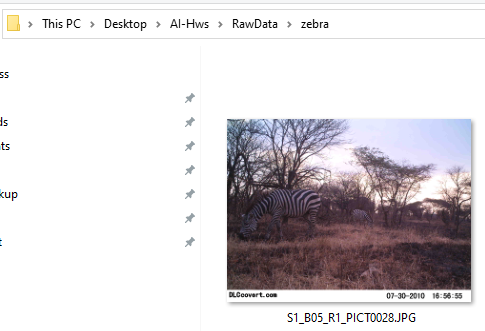 This PC > Desktop > AI-Hws > RawData > zebra
ss
ds
ts
kup
t
DLCcovert.com 07-30-2010 16:56:55
S1_B05_R1_PICT0028.JPG